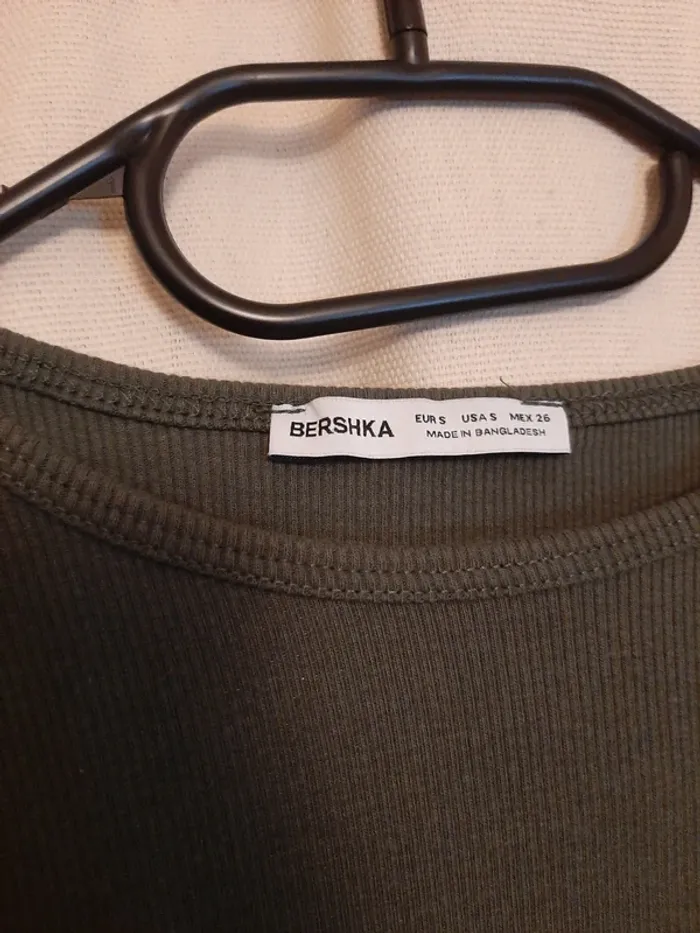 BERSHKA EUR S USA S MEX 26
MADE IN BANGLADESH